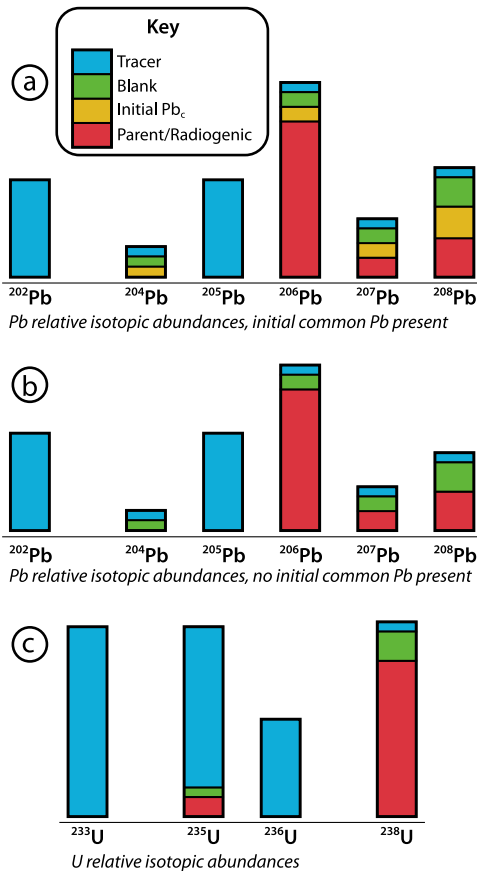 Key
a
Tracer
Blank
Initial Pbc
Parent/Radiogenic
202Pb 204Pb 205Pb 206Pb 207Pb 208Pb
Pb relative isotopic abundances, initial common Pb present
b
202Pb 204Pb 205Pb 206Pb 207Pb 208Pb
Pb relative isotopic abundances, no initial common Pb present
c
233U 235U 236U 238U
U relative isotopic abundances